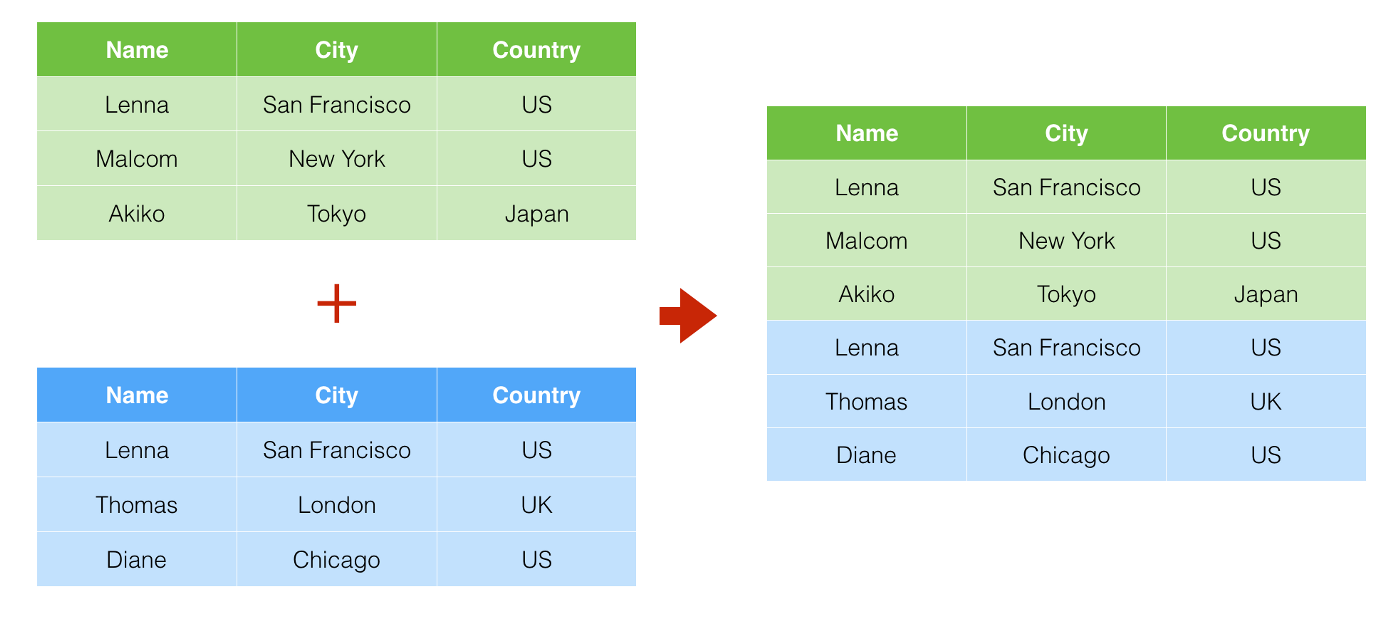 Name City Country
Lenna San Francisco US
Malcom New York US
Akiko Tokyo Japan
+
Name City Country
Lenna San Francisco US
Thomas London UK
Diane Chicago US
Name City Country
Lenna San Francisco US
Malcom New York US
Akiko Tokyo Japan
Lenna San Francisco US
Thomas London UK
Diane Chicago US